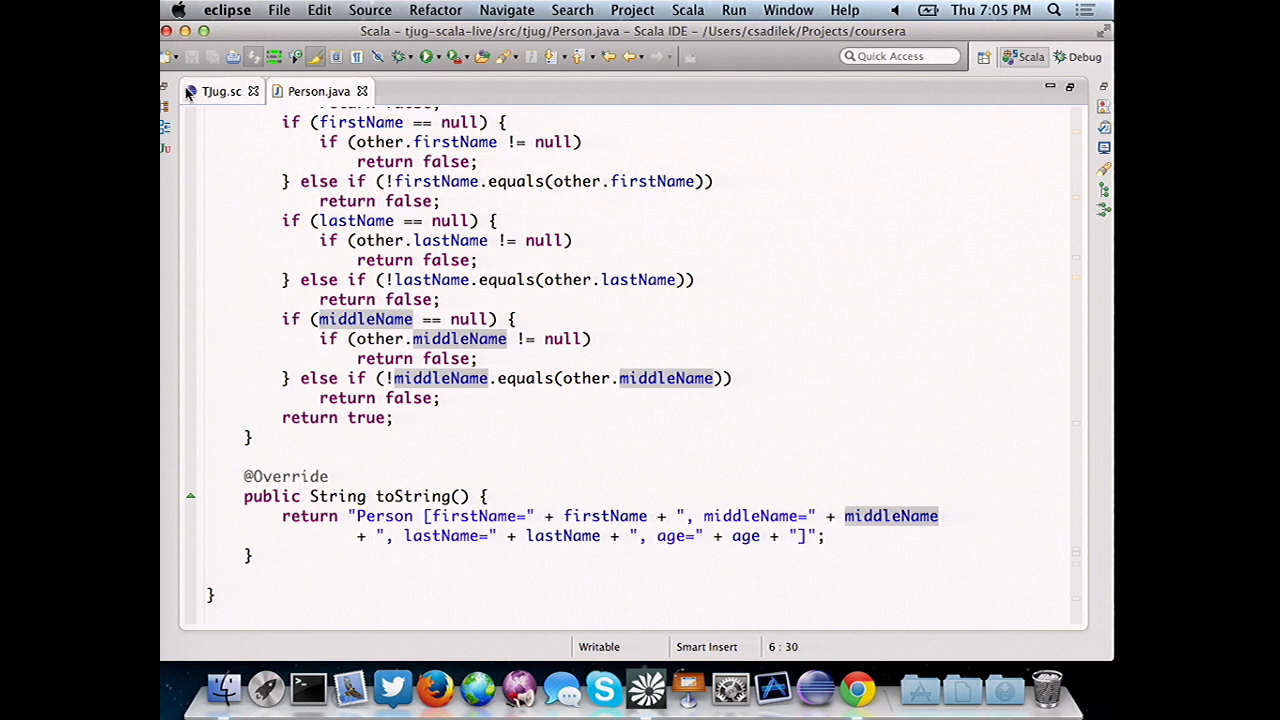 eclipse File Edit Source Refactor Navigate Search Project Scala Run Window Help Thu 7:05 PM
Scala - tjug-scala-live/src/tjug/Person.java - Scala IDE - /Users/csadilek/Projects/coursera
Quick Access Scala Debug
TJug.sc Person.java
return false;
if (firstName == null) {
if (other.firstName != null)
return false;
} else if (!firstName.equals(other.firstName))
return false;
if (lastName == null) {
if (other.lastName != null)
return false;
} else if (!lastName.equals(other.lastName))
return false;
if (middleName == null) {
if (other.middleName != null)
return false;
} else if (!middleName.equals(other.middleName))
return false;
return true;
}
@Override
public String toString() {
return "Person [firstName=" + firstName + ", middleName=" + middleName
+ ", lastName=" + lastName + ", age=" + age + "]";
}
}
Writable Smart Insert 6 : 30